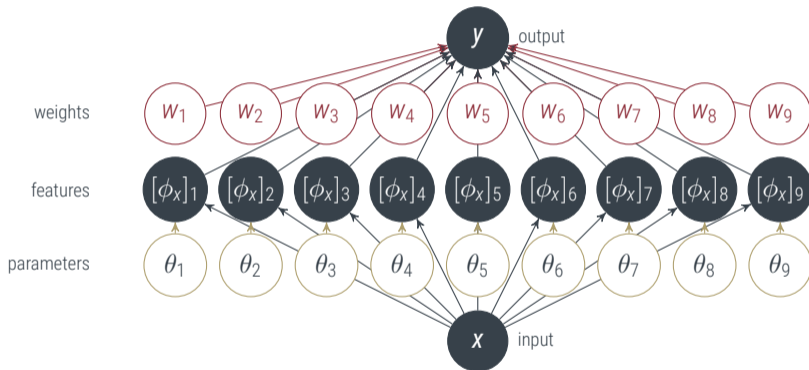 y output
weights w₁ w₂ w₃ w₄ w₅ w₆ w₇ w₈ w₉
features [ϕₓ]₁ [ϕₓ]₂ [ϕₓ]₃ [ϕₓ]₄ [ϕₓ]₅ [ϕₓ]₆ [ϕₓ]₇ [ϕₓ]₈ [ϕₓ]₉
parameters θ₁ θ₂ θ₃ θ₄ θ₅ θ₆ θ₇ θ₈ θ₉
x input